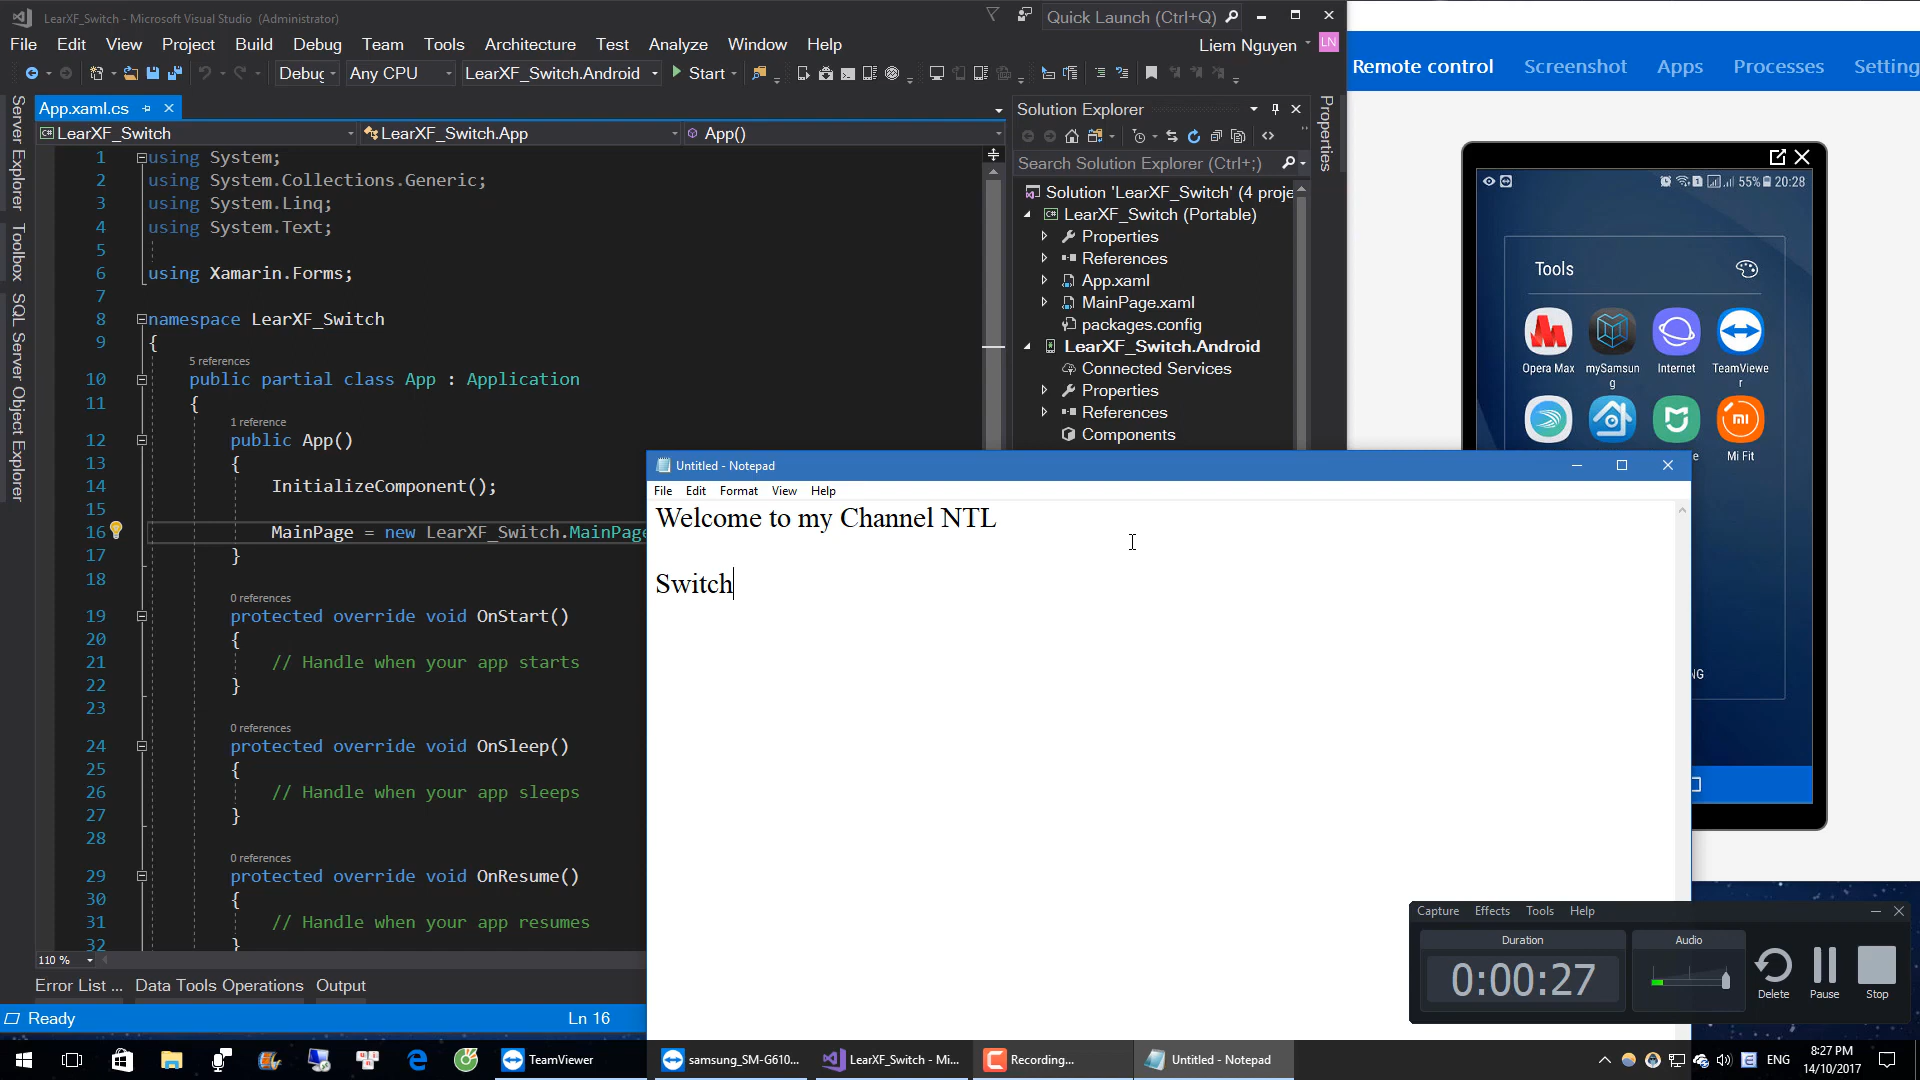 LearXF_Switch - Microsoft Visual Studio (Administrator)
Quick Launch (Ctrl+Q)
File Edit View Project Build Debug Team Tools Architecture Test Analyze Window Help
Liem Nguyen
LN
Debug Any CPU LearXF_Switch.Android Start
Server Explorer
Toolbox
SQL Server Object Explorer
App.xaml.cs
LearXF_Switch LearXF_Switch.App App()
1 using System;
2 using System.Collections.Generic;
3 using System.Linq;
4 using System.Text;
5
6 using Xamarin.Forms;
7
8 namespace LearXF_Switch
9 {
5 references
10 public partial class App : Application
11 {
1 reference
12 public App()
13 {
14 InitializeComponent();
15
16 MainPage = new LearXF_Switch.MainPage
17 }
18
0 references
19 protected override void OnStart()
20 {
21 // Handle when your app starts
22 }
23
0 references
24 protected override void OnSleep()
25 {
26 // Handle when your app sleeps
27 }
28
0 references
29 protected override void OnResume()
30 {
31 // Handle when your app resumes
32 }
110 %
Error List ... Data Tools Operations Output
Ready
Ln 16
Solution Explorer
Search Solution Explorer (Ctrl+;)
Solution 'LearXF_Switch' (4 proje
LearXF_Switch (Portable)
Properties
References
App.xaml
MainPage.xaml
packages.config
LearXF_Switch.Android
Connected Services
Properties
References
Components
Properties
Remote control Screenshot Apps Processes Setting
55% 20:28
Tools
Opera Max
mySamsung
Internet
TeamViewer
Mi Fit
NG
Untitled - Notepad
File Edit Format View Help
Welcome to my Channel NTL
Switch
Capture Effects Tools Help
Duration
0:00:27
Audio
Delete
Pause
Stop
TeamViewer
samsung_SM-G610...
LearXF_Switch - Mi...
Recording...
Untitled - Notepad
ENG
8:27 PM
14/10/2017